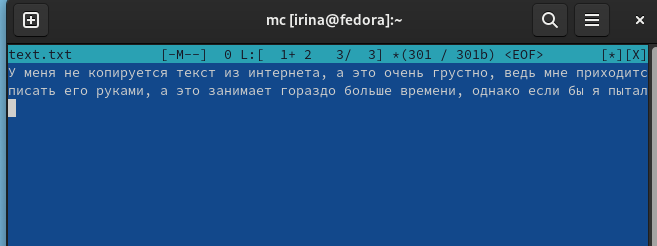 mc [irina@fedora]:~
text.txt [-M--] 0 L:[ 1+ 2 3/ 3] *(301 / 301b) <EOF> [*][X]
У меня не копируется текст из интернета, а это очень грустно, ведь мне приходитс
писать его руками, а это занимает гораздо больше времени, однако если бы я пытал